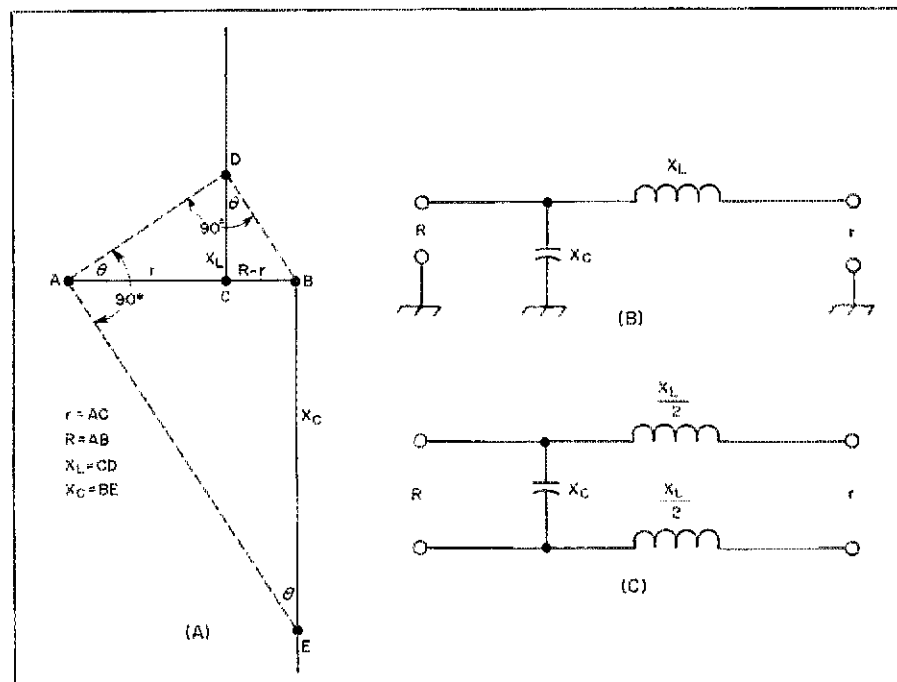 D
θ
90°
X_L
R-r
A
θ
r
C
B
90°
X_C
r = AC
R = AB
X_L = CD
X_C = BE
θ
E
(A)
X_L
R
X_C
r
(B)
X_L/2
R
X_C
r
X_L/2
(C)